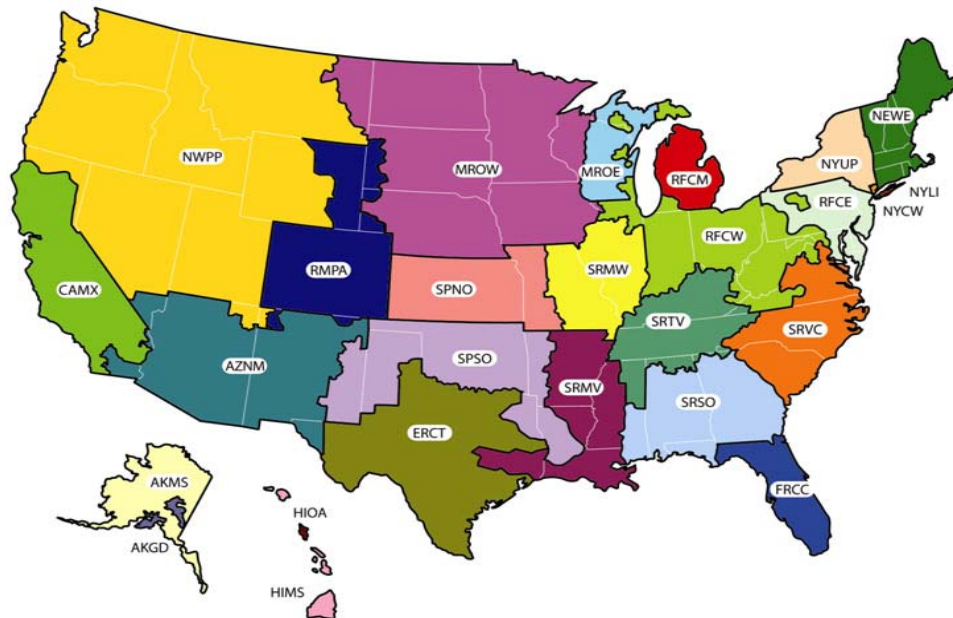 NEWE
NWPP
MROW
MROE
NYUP
RFCM
NYLI
RFCE
NYCW
RFCW
RMPA
SRMW
CAMX
SPNO
SRTV
SRVC
SPSO
AZNM
SRMV
SRSO
ERCT
AKMS
FRCC
HIOA
AKGD
HIMS